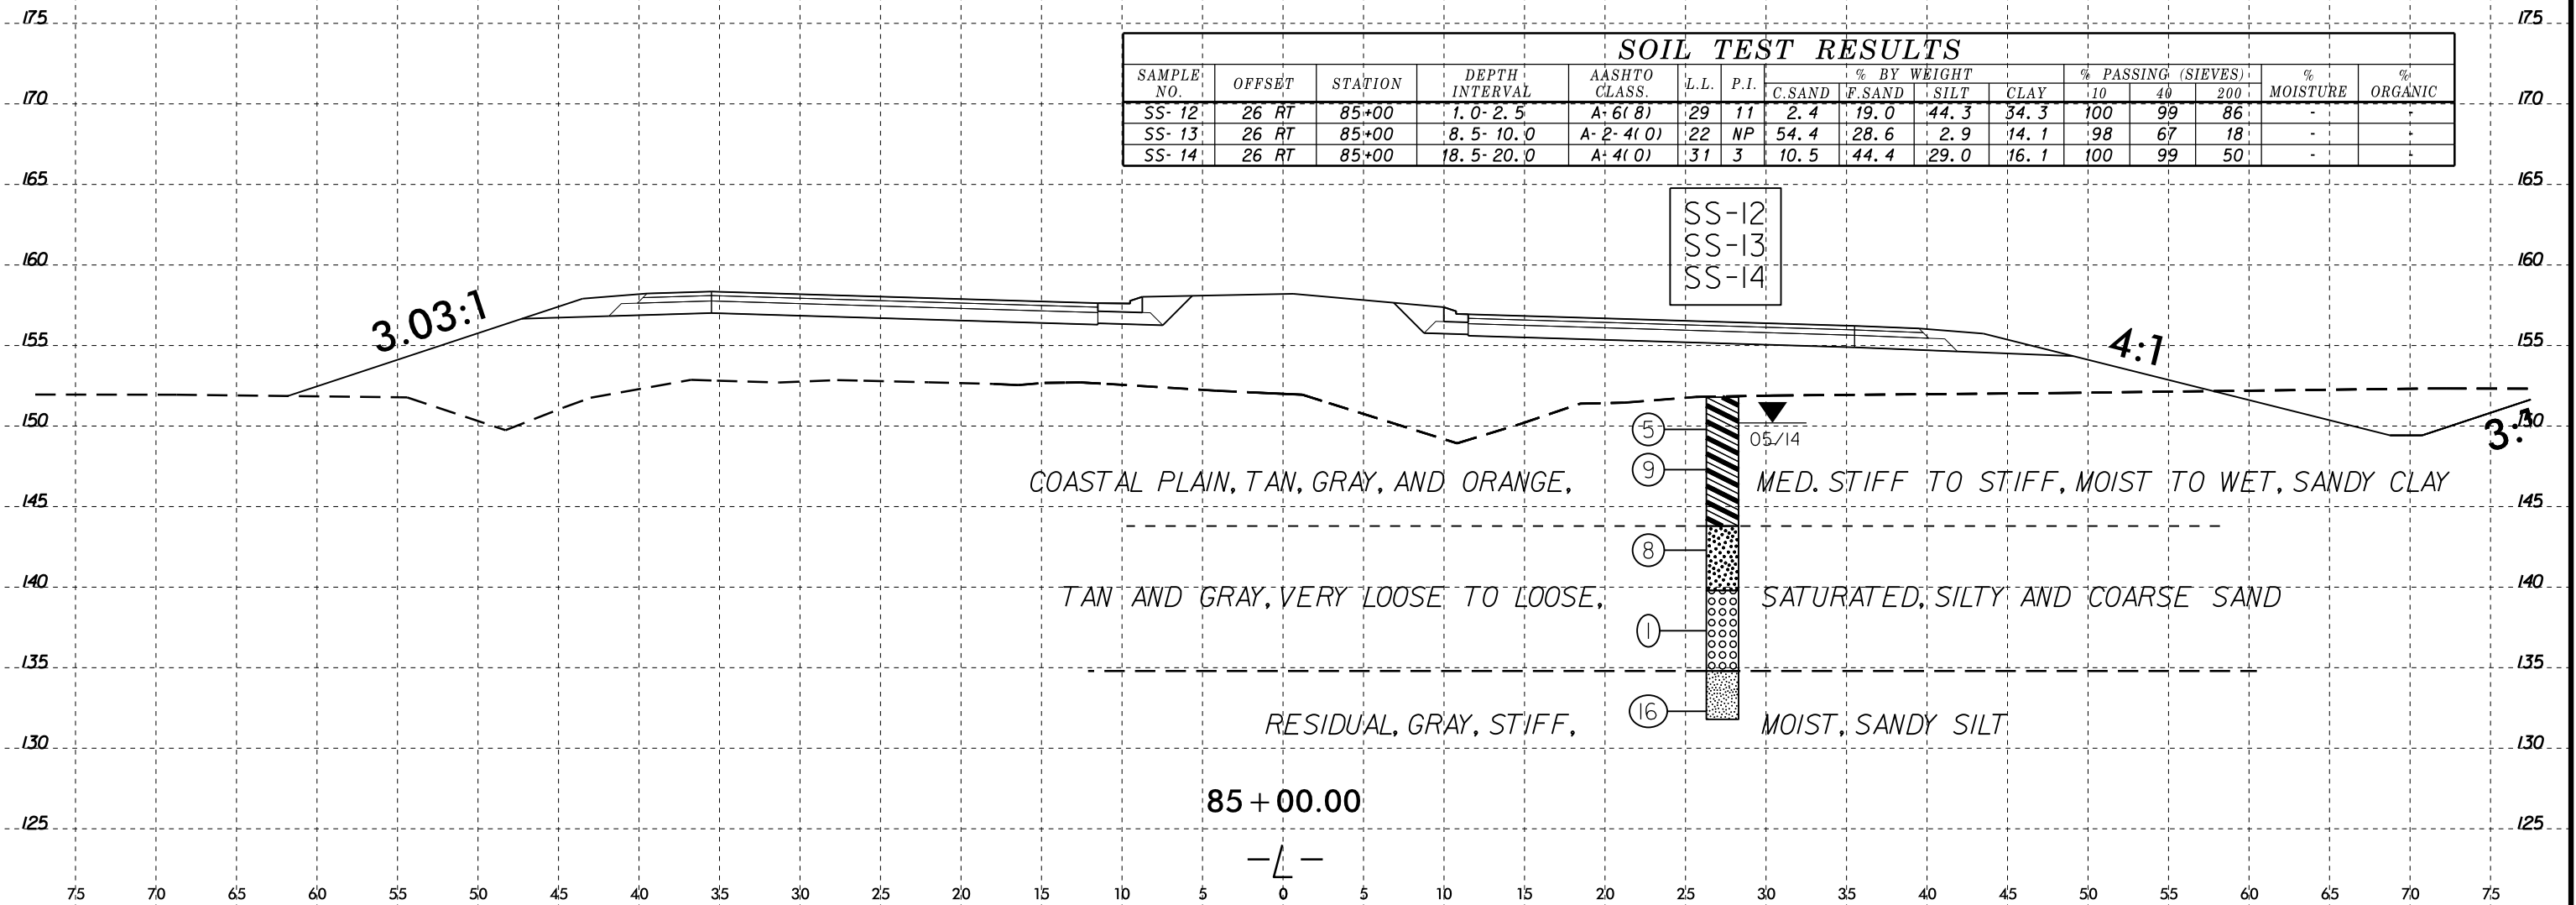 175 175
SOIL TEST RESULTS
SAMPLE NO. OFFSET STATION DEPTH INTERVAL AASHTO CLASS. L.L. P.I. % BY WEIGHT % PASSING (SIEVES) % MOISTURE % ORGANIC
C.SAND F.SAND SILT CLAY 10 40 200
SS-12 26 RT 85+00 1.0-2.5 A-6(8) 29 11 2.4 19.0 44.3 34.3 100 99 86 - -
SS-13 26 RT 85+00 8.5-10.0 A-2-4(0) 22 NP 54.4 28.6 2.9 14.1 98 67 18 - -
SS-14 26 RT 85+00 18.5-20.0 A-4(0) 31 3 10.5 44.4 29.0 16.1 100 99 50 - -
170 170
165 165
SS-12
SS-13
SS-14
160 160
3.03:1
155 155
4:1
150 150
3:1
5
05/14
9
COASTAL PLAIN, TAN, GRAY, AND ORANGE, MED. STIFF TO STIFF, MOIST TO WET, SANDY CLAY
145 145
8
140 140
TAN AND GRAY, VERY LOOSE TO LOOSE, SATURATED, SILTY AND COARSE SAND
1
135 135
16
RESIDUAL, GRAY, STIFF, MOIST, SANDY SILT
130 130
85+00.00
125 125
-L-
75 70 65 60 55 50 45 40 35 30 25 20 15 10 5 0 5 10 15 20 25 30 35 40 45 50 55 60 65 70 75